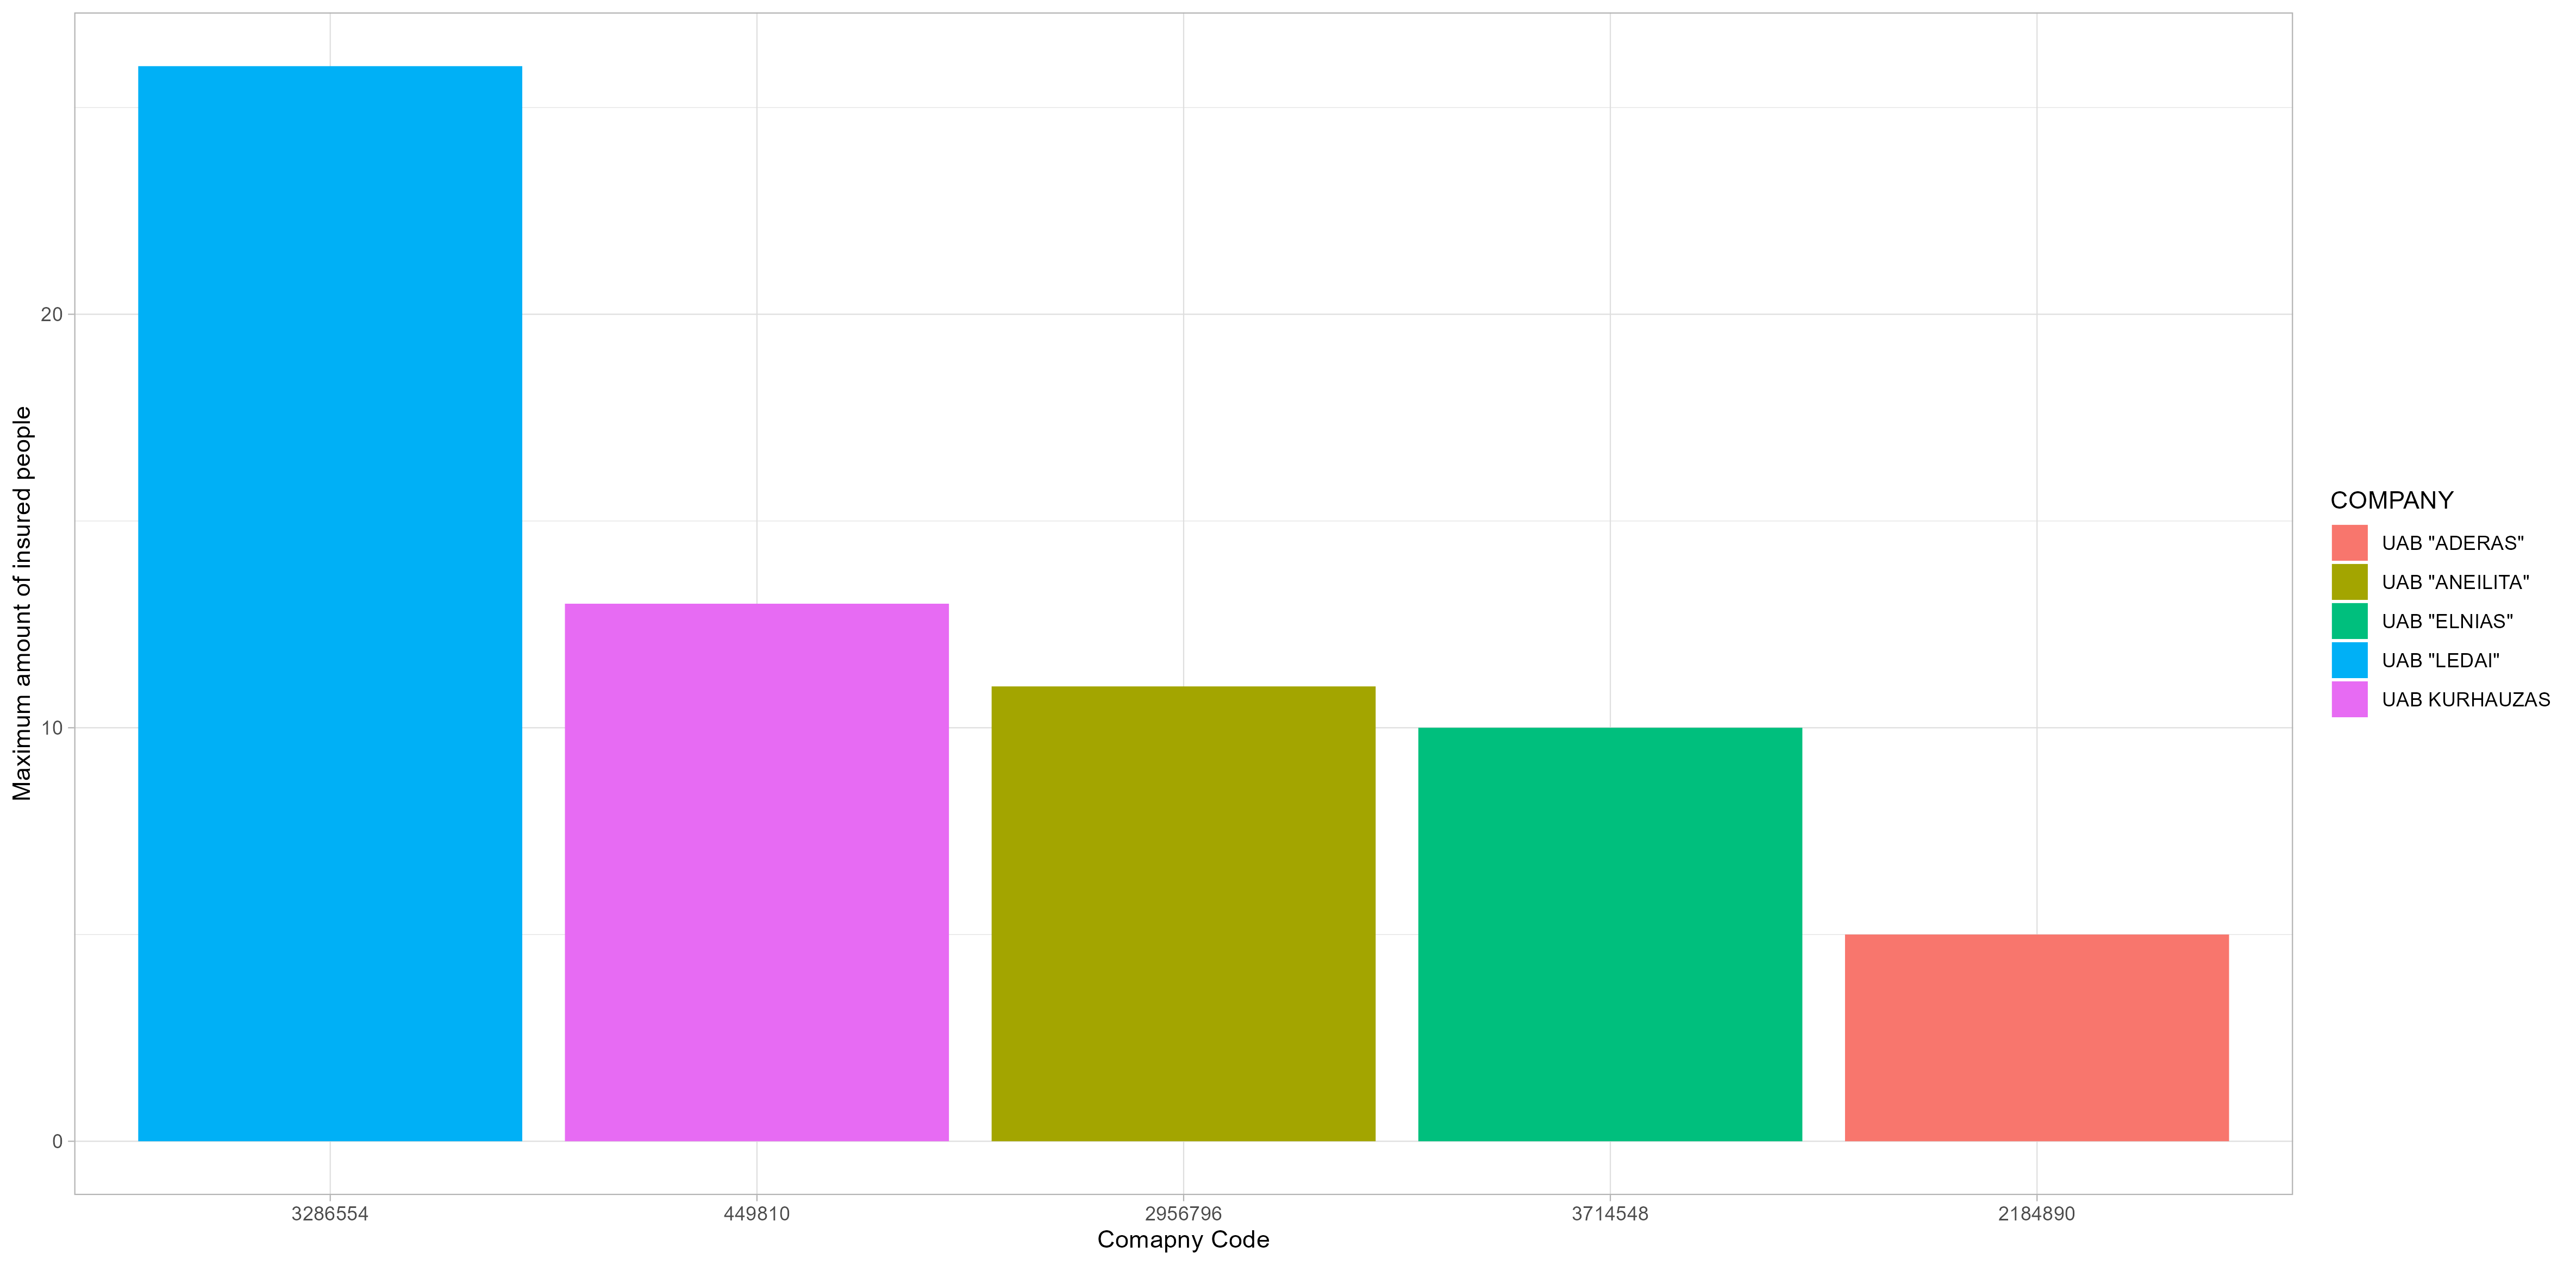 Maximum amount of insured people
20
10
0
3286554
449810
2956796
3714548
2184890
Comapny Code
COMPANY
UAB "ADERAS"
UAB "ANEILITA"
UAB "ELNIAS"
UAB "LEDAI"
UAB KURHAUZAS